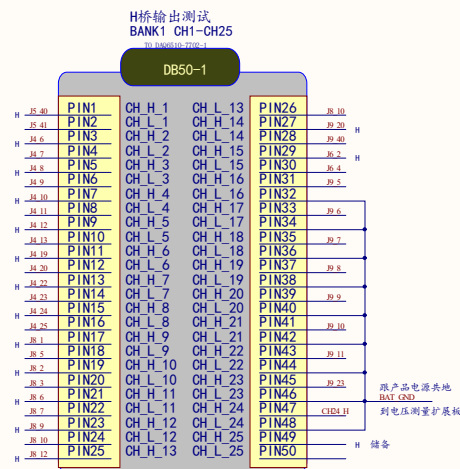 H桥输出测试
BANK1 CH1-CH25
TO DAQ6510-7702-1
DB50-1
H J5 40 PIN1 CH_H_1 CH_L_13 PIN26 J8 10
J5 41 PIN2 CH_L_1 CH_H_14 PIN27 J9 20 H
H J4 6 PIN3 CH_H_2 CH_L_14 PIN28 J9 40
J4 7 PIN4 CH_L_2 CH_H_15 PIN29 J6 2 H
H J4 8 PIN5 CH_H_3 CH_L_15 PIN30 J6 4
J4 9 PIN6 CH_L_3 CH_H_16 PIN31 J9 5
H J4 10 PIN7 CH_H_4 CH_L_16 PIN32
J4 11 PIN8 CH_L_4 CH_H_17 PIN33 J9 6
H J4 12 PIN9 CH_H_5 CH_L_17 PIN34
J4 13 PIN10 CH_L_5 CH_H_18 PIN35 J9 7
H J4 19 PIN11 CH_H_6 CH_L_18 PIN36
J4 20 PIN12 CH_L_6 CH_H_19 PIN37 J9 8
H J4 22 PIN13 CH_H_7 CH_L_19 PIN38
J4 23 PIN14 CH_L_7 CH_H_20 PIN39 J9 9
H J4 24 PIN15 CH_H_8 CH_L_20 PIN40
J4 25 PIN16 CH_L_8 CH_H_21 PIN41 J9 10
H J8 1 PIN17 CH_H_9 CH_L_21 PIN42
J8 5 PIN18 CH_L_9 CH_H_22 PIN43 J9 11
H J8 2 PIN19 CH_H_10 CH_L_22 PIN44
J8 3 PIN20 CH_L_10 CH_H_23 PIN45 J9 23 跟产品电源共地
H J8 6 PIN21 CH_H_11 CH_L_23 PIN46 BAT GND
J8 7 PIN22 CH_L_11 CH_H_24 PIN47 CH24 H 到电压测量扩展板
H J8 9 PIN23 CH_H_12 CH_L_24 PIN48
J8 10 PIN24 CH_L_12 CH_H_25 PIN49 H 储备
H J8 12 PIN25 CH_H_13 CH_L_25 PIN50